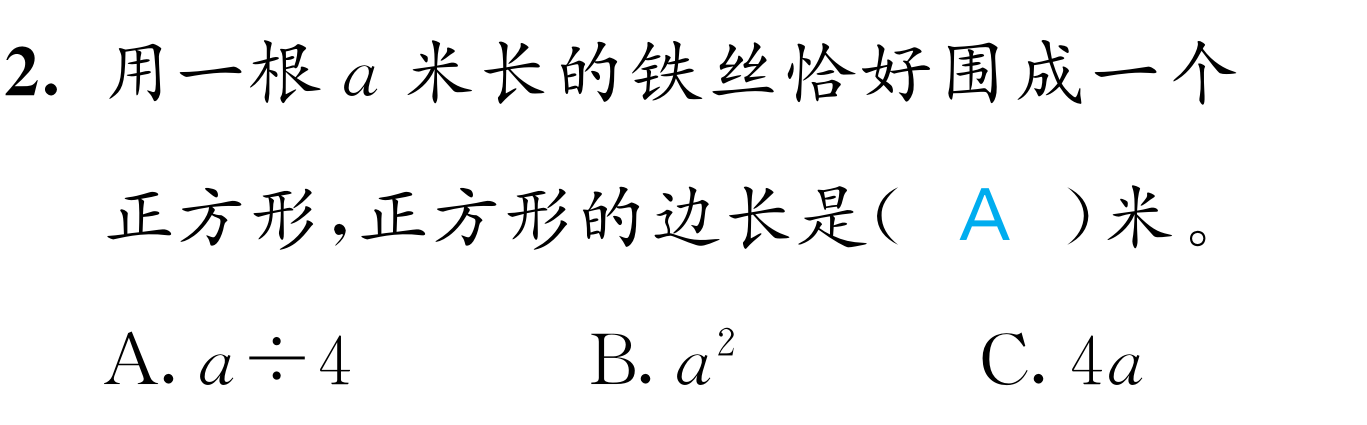 2. 用一根 a 米长的铁丝恰好围成一个
正方形,正方形的边长是( A )米。
A. a÷4 B. a² C. 4a